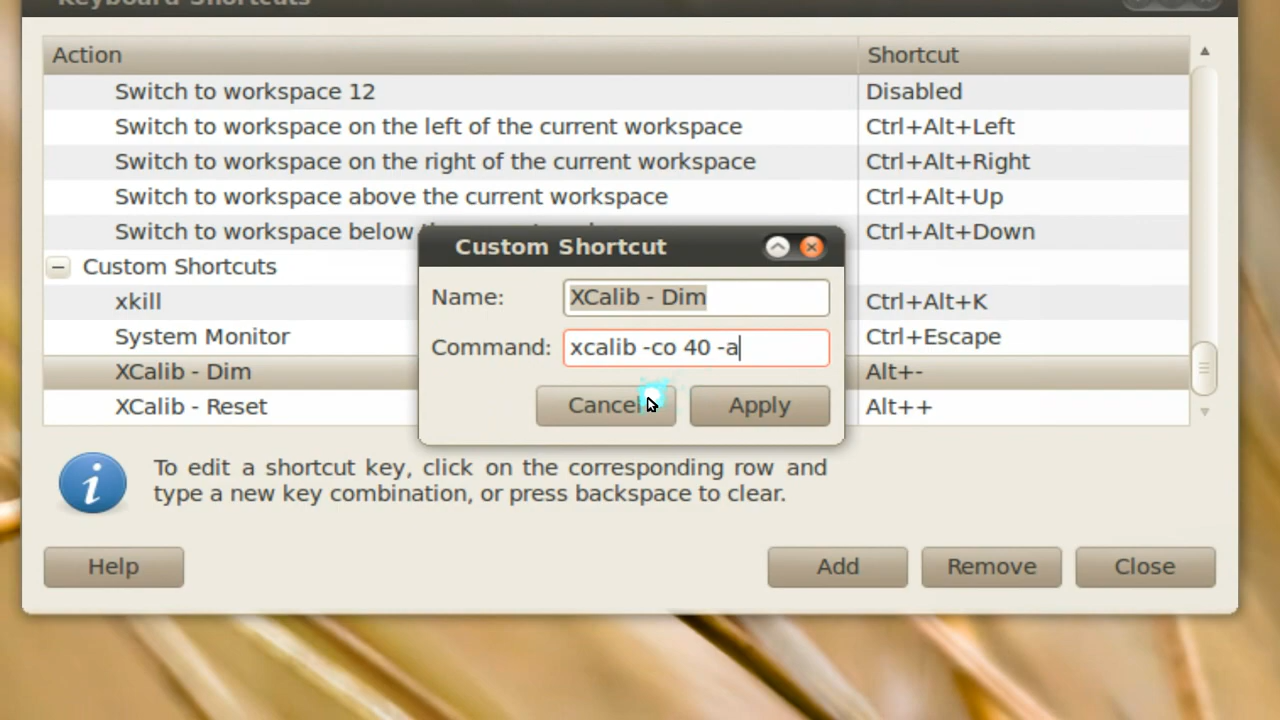 Keyboard Shortcuts
Action Shortcut
Switch to workspace 12 Disabled
Switch to workspace on the left of the current workspace Ctrl+Alt+Left
Switch to workspace on the right of the current workspace Ctrl+Alt+Right
Switch to workspace above the current workspace Ctrl+Alt+Up
Switch to workspace below Ctrl+Alt+Down
Custom Shortcut
Custom Shortcuts
Name: XCalib - Dim
xkill Ctrl+Alt+K
System Monitor Ctrl+Escape
Command: xcalib -co 40 -a
XCalib - Dim Alt+-
XCalib - Reset Alt++
Cancel Apply
To edit a shortcut key, click on the corresponding row and
type a new key combination, or press backspace to clear.
Help Add Remove Close